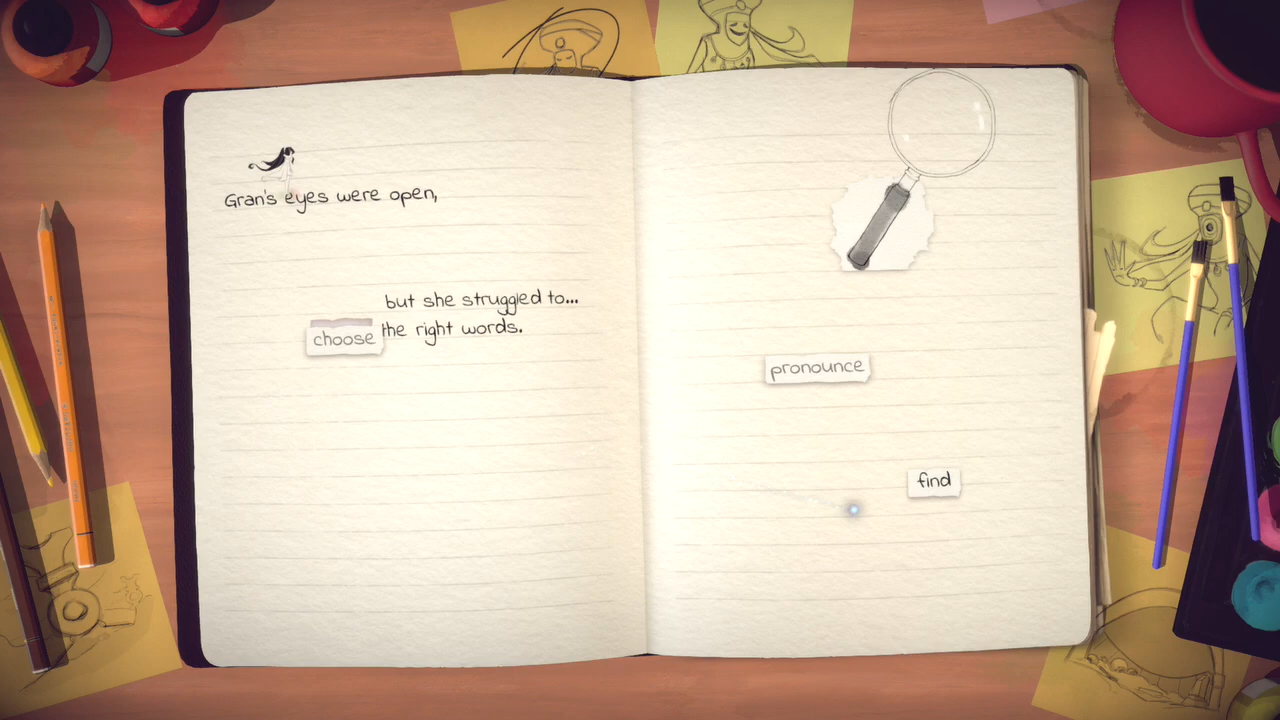 Gran's eyes were open,
but she struggled to...
choose the right words.
pronounce
find